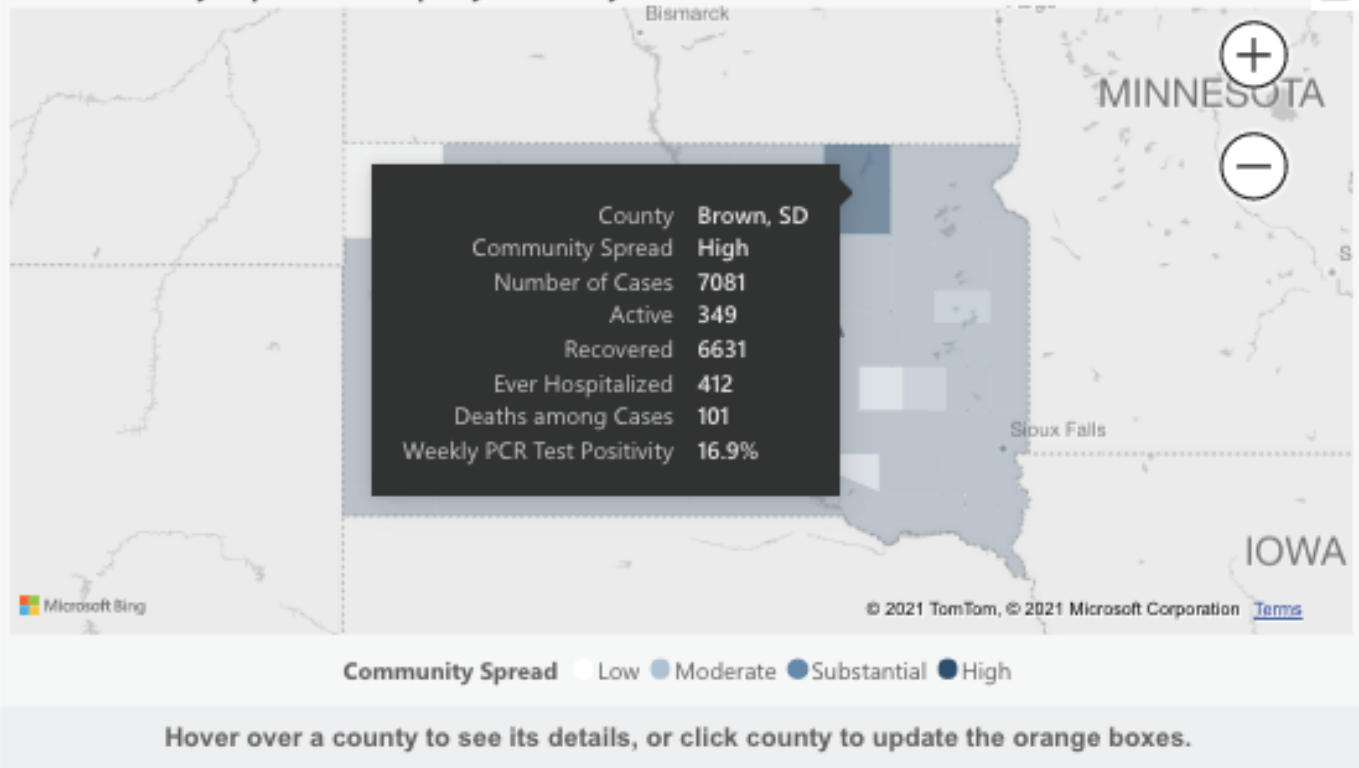 Bismarck
MINNESOTA
County Brown, SD
Community Spread High
Number of Cases 7081
Active 349
Recovered 6631
Ever Hospitalized 412
Deaths among Cases 101
Weekly PCR Test Positivity 16.9%
Sioux Falls
IOWA
Microsoft Bing
© 2021 TomTom, © 2021 Microsoft Corporation Terms
Community Spread Low Moderate Substantial High
Hover over a county to see its details, or click county to update the orange boxes.